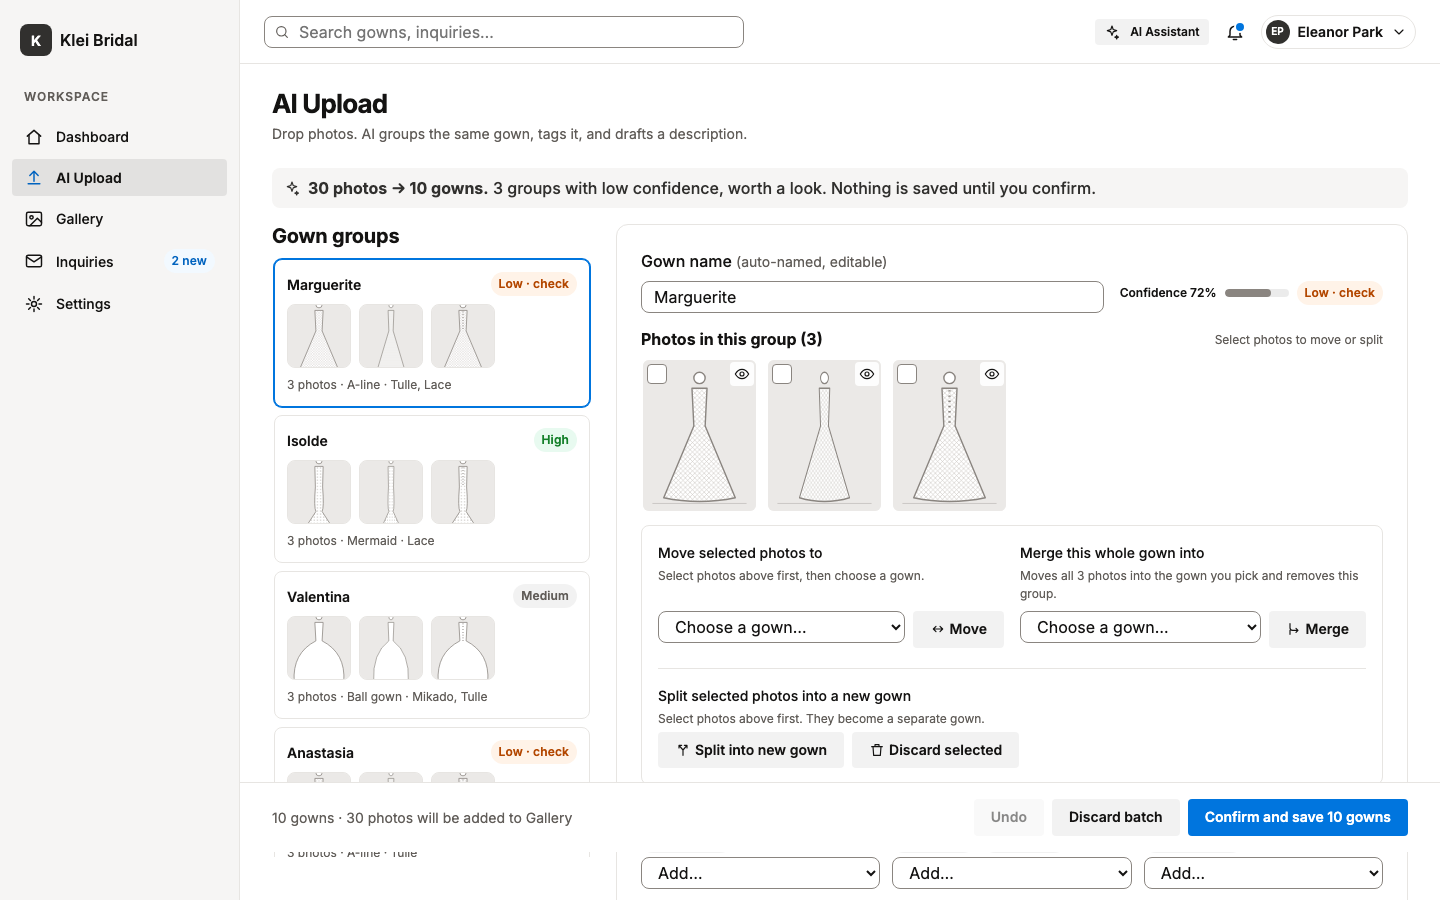 K Klei Bridal
WORKSPACE
Dashboard
AI Upload
Gallery
Inquiries 2 new
Settings
Search gowns, inquiries...
AI Assistant
EP Eleanor Park
AI Upload
Drop photos. AI groups the same gown, tags it, and drafts a description.
30 photos → 10 gowns. 3 groups with low confidence, worth a look. Nothing is saved until you confirm.
Gown groups
Marguerite Low · check
3 photos · A-line · Tulle, Lace
Isolde High
3 photos · Mermaid · Lace
Valentina Medium
3 photos · Ball gown · Mikado, Tulle
Anastasia Low · check
3 photos · A-line · Tulle
Gown name (auto-named, editable)
Marguerite
Confidence 72% Low · check
Photos in this group (3)
Select photos to move or split
Move selected photos to
Select photos above first, then choose a gown.
Choose a gown...
Move
Merge this whole gown into
Moves all 3 photos into the gown you pick and removes this
group.
Choose a gown...
Merge
Split selected photos into a new gown
Select photos above first. They become a separate gown.
Split into new gown
Discard selected
10 gowns · 30 photos will be added to Gallery
Undo
Discard batch
Confirm and save 10 gowns
Add...
Add...
Add...